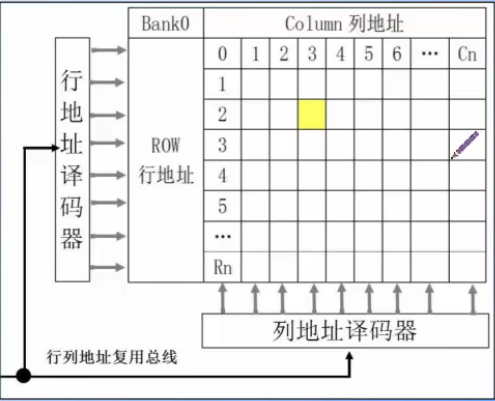 Bank0 Column 列地址
0 1 2 3 4 5 6 … Cn
1
2
3
4
5
…
Rn
ROW
行地址
行地址译码器
列地址译码器
行列地址复用总线